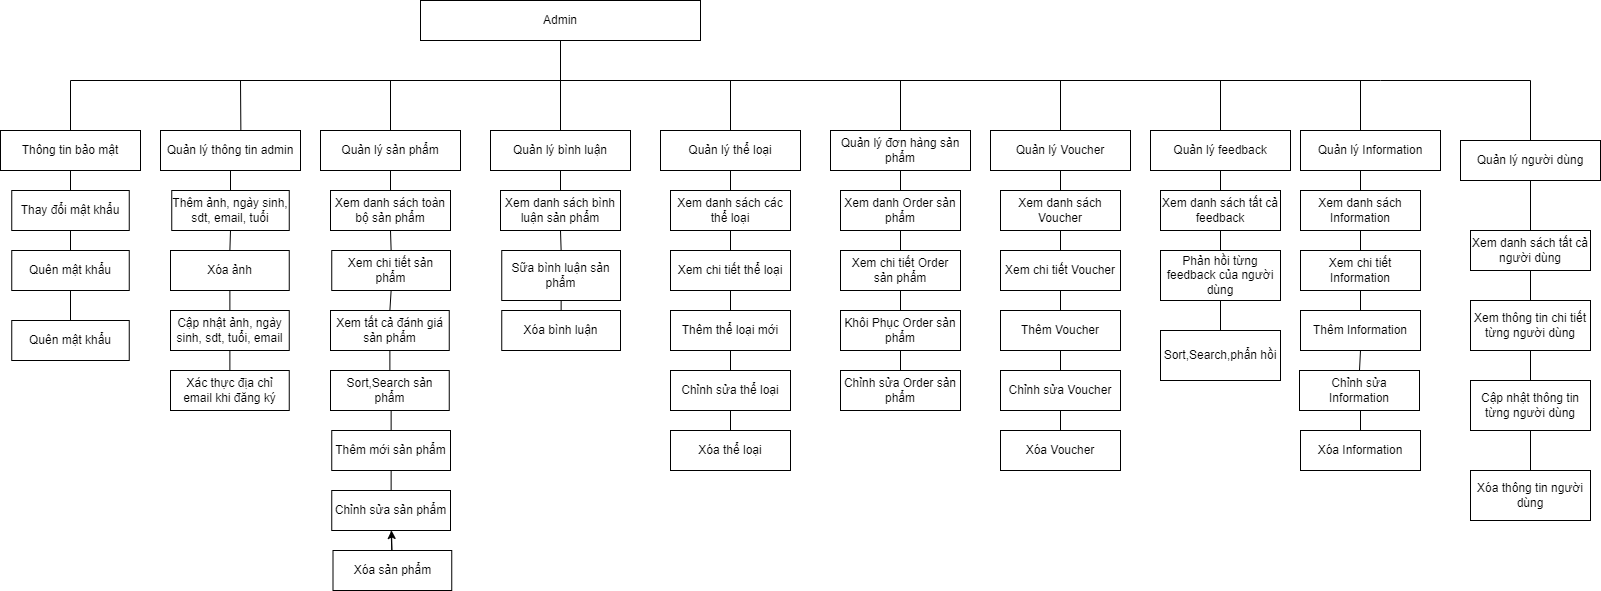 Admin
Thông tin bảo mật
Thay đổi mật khẩu
Quên mật khẩu
Quên mật khẩu
Quản lý thông tin admin
Thêm ảnh, ngày sinh,
sdt, email, tuổi
Xóa ảnh
Cập nhật ảnh, ngày
sinh, sdt, tuổi, email
Xác thực địa chỉ
email khi đăng ký
Quản lý sản phẩm
Xem danh sách toàn
bộ sản phẩm
Xem chi tiết sản
phẩm
Xem tất cả đánh giá
sản phẩm
Sort,Search sản
phẩm
Thêm mới sản phẩm
Chỉnh sửa sản phẩm
Xóa sản phẩm
Quản lý bình luận
Xem danh sách bình
luận sản phẩm
Sữa bình luận sản
phẩm
Xóa bình luận
Quản lý thể loại
Xem danh sách các
thể loại
Xem chi tiết thể loại
Thêm thể loại mới
Chỉnh sửa thể loại
Xóa thể loại
Quản lý đơn hàng sản
phẩm
Xem danh Order sản
phẩm
Xem chi tiết Order
sản phẩm
Khôi Phục Order sản
phẩm
Chỉnh sửa Order sản
phẩm
Quản lý Voucher
Xem danh sách
Voucher
Xem chi tiết Voucher
Thêm Voucher
Chỉnh sửa Voucher
Xóa Voucher
Quản lý feedback
Xem danh sách tất cả
feedback
Phản hồi từng
feedback của người
dùng
Sort,Search,phẩn hồi
Quản lý Information
Xem danh sách
Information
Xem chi tiết
Information
Thêm Information
Chỉnh sửa
Information
Xóa Information
Quản lý người dùng
Xem danh sách tất cả
người dùng
Xem thông tin chi tiết
từng người dùng
Cập nhật thông tin
từng người dùng
Xóa thông tin người
dùng